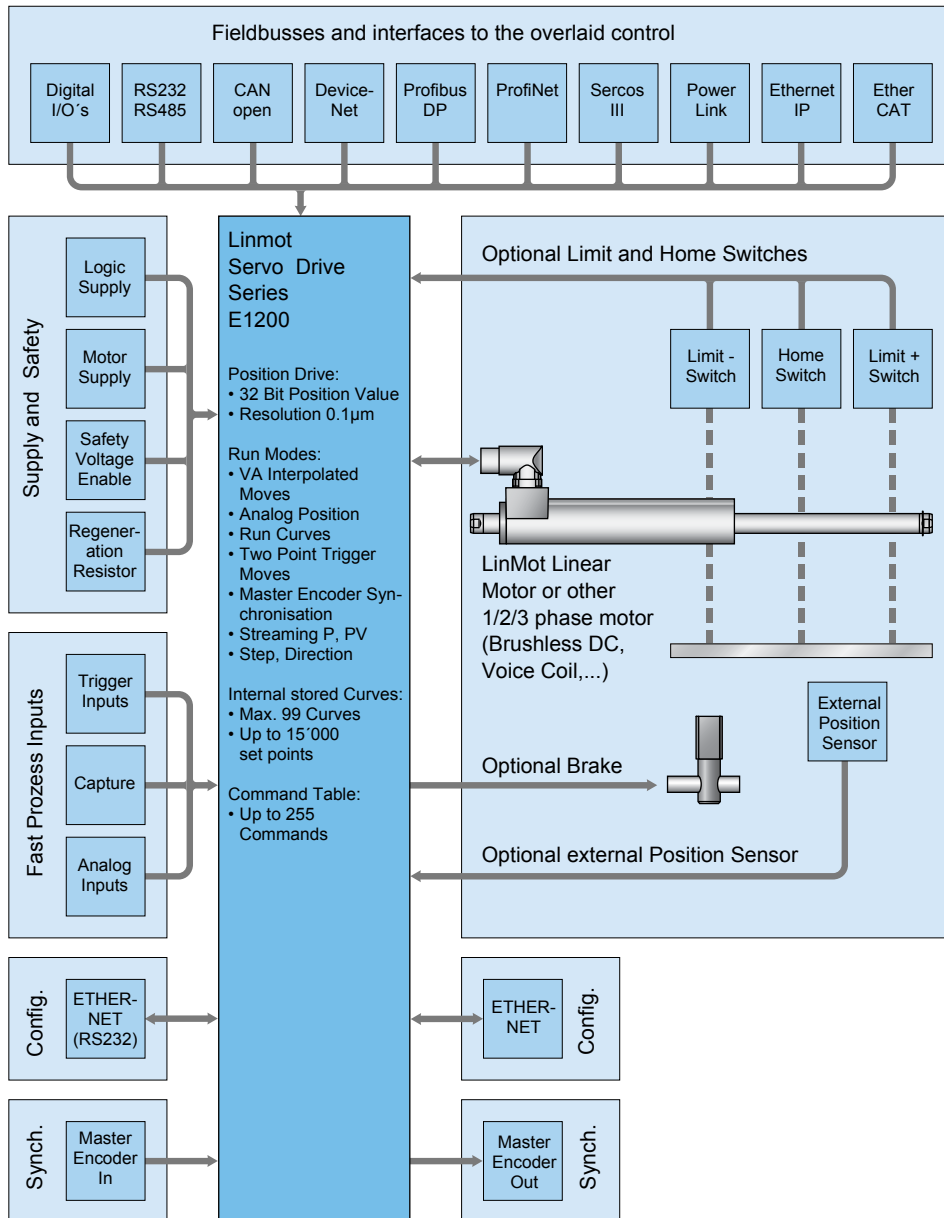 Fieldbusses and interfaces to the overlaid control
Digital
I/O´s
RS232
RS485
CAN
open
Device-
Net
Profibus
DP
ProfiNet
Sercos
III
Power
Link
Ethernet
IP
Ether
CAT
Supply and Safety
Logic
Supply
Motor
Supply
Safety
Voltage
Enable
Regener-
ation
Resistor
Fast Prozess Inputs
Trigger
Inputs
Capture
Analog
Inputs
Config.
ETHER-
NET
(RS232)
Synch.
Master
Encoder
In
Linmot
Servo Drive
Series
E1200
Position Drive:
• 32 Bit Position Value
• Resolution 0.1µm
Run Modes:
• VA Interpolated
Moves
• Analog Position
• Run Curves
• Two Point Trigger
Moves
• Master Encoder Syn-
chronisation
• Streaming P, PV
• Step, Direction
Internal stored Curves:
• Max. 99 Curves
• Up to 15´000
set points
Command Table:
• Up to 255
Commands
Optional Limit and Home Switches
Limit -
Switch
Home
Switch
Limit +
Switch
LinMot Linear
Motor or other
1/2/3 phase motor
(Brushless DC,
Voice Coil,...)
External
Position
Sensor
Optional Brake
Optional external Position Sensor
ETHER-
NET
Config.
Master
Encoder
Out
Synch.